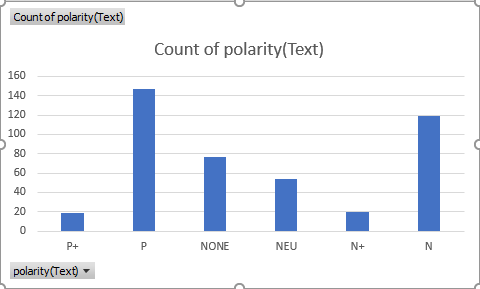 Count of polarity(Text)
Count of polarity(Text)
160
140
120
100
80
60
40
20
0
P+ P NONE NEU N+ N
polarity(Text)